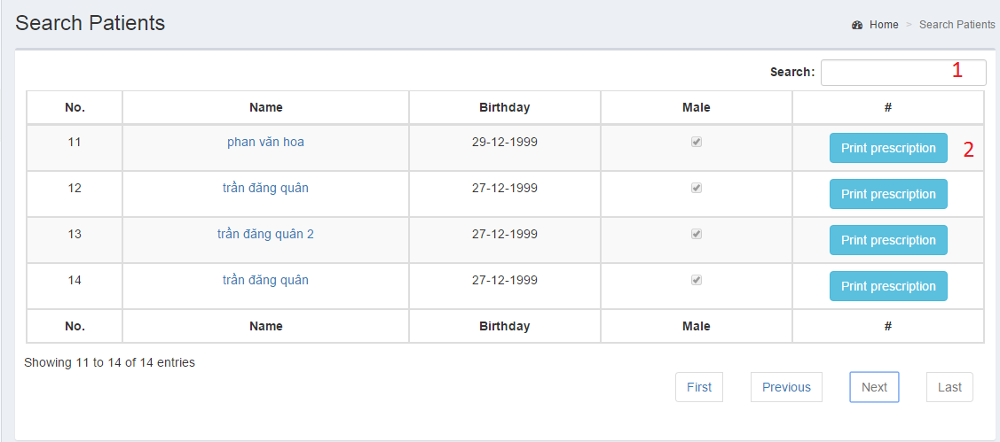 Search Patients
Home > Search Patients
Search: 1
No. Name Birthday Male #
11 phan văn hoa 29-12-1999 Print prescription 2
12 trần đăng quân 27-12-1999 Print prescription
13 trần đăng quân 2 27-12-1999 Print prescription
14 trần đăng quân 27-12-1999 Print prescription
No. Name Birthday Male #
Showing 11 to 14 of 14 entries
First Previous Next Last